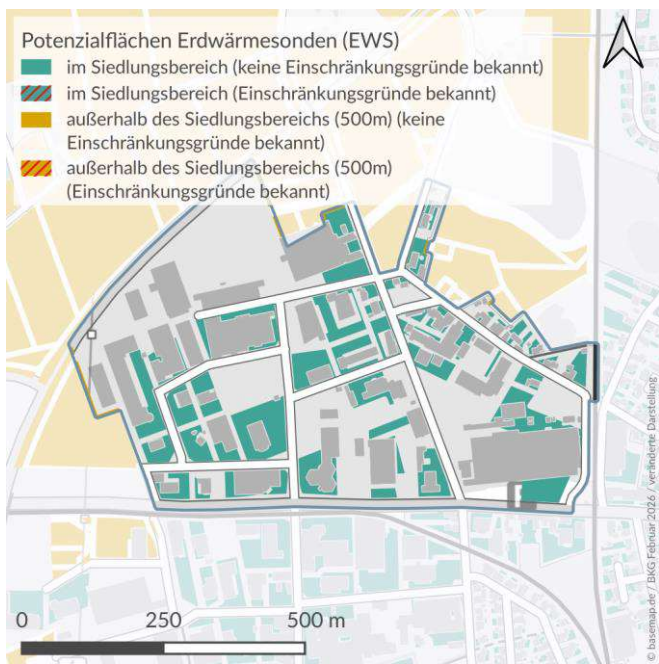 Potenzialflächen Erdwärmesonden (EWS)
im Siedlungsbereich (keine Einschränkungsgründe bekannt)
im Siedlungsbereich (Einschränkungsgründe bekannt)
außerhalb des Siedlungsbereichs (500m) (keine
Einschränkungsgründe bekannt)
außerhalb des Siedlungsbereichs (500m)
(Einschränkungsgründe bekannt)
© basemap.de / BKG Februar 2026 / veränderte Darstellung
0 250 500 m